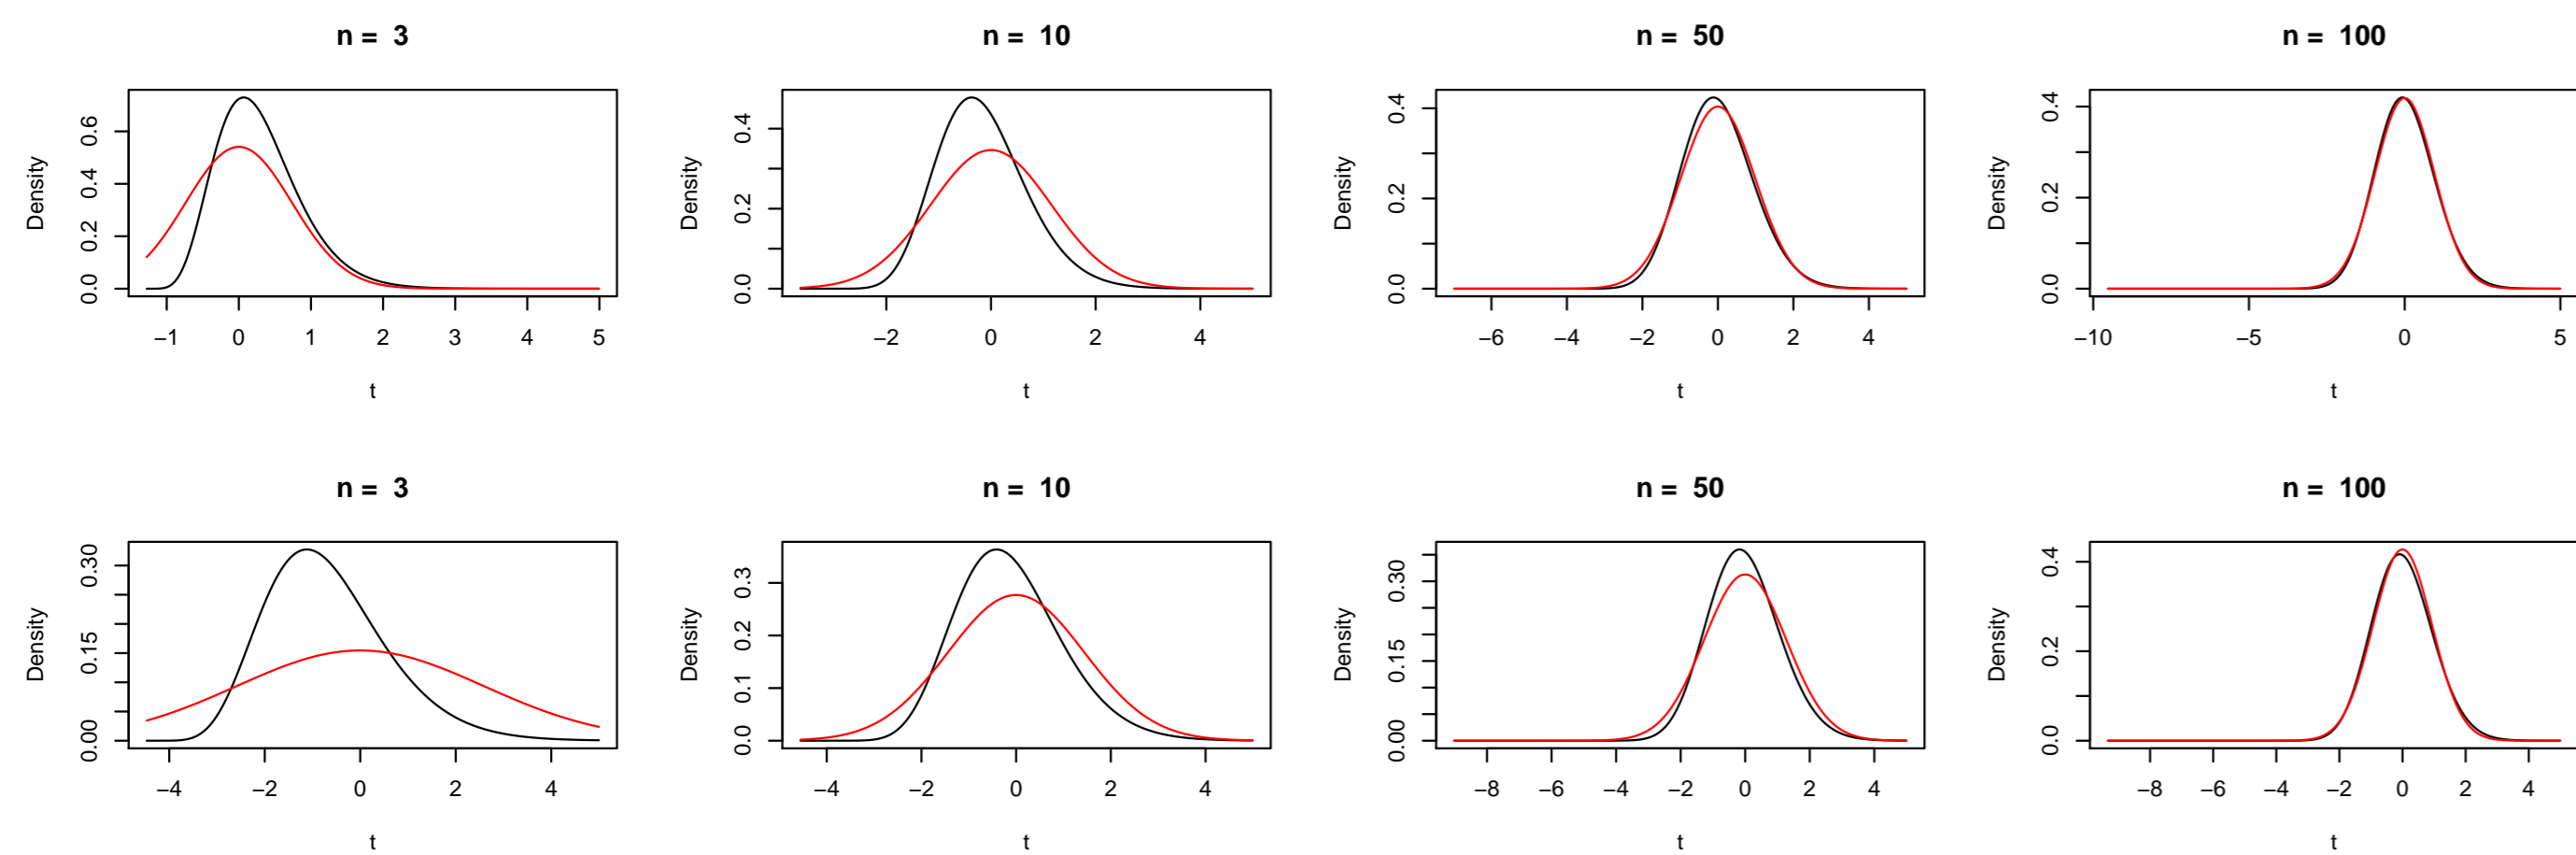 n = 3
Density
0.0 0.2 0.4 0.6
−1 0 1 2 3 4 5
t
n = 10
Density
0.0 0.2 0.4
−2 0 2 4
t
n = 50
Density
0.0 0.2 0.4
−6 −4 −2 0 2 4
t
n = 100
Density
0.0 0.2 0.4
−10 −5 0 5
t
n = 3
Density
0.00 0.15 0.30
−4 −2 0 2 4
t
n = 10
Density
0.0 0.1 0.2 0.3
−4 −2 0 2 4
t
n = 50
Density
0.00 0.15 0.30
−8 −6 −4 −2 0 2 4
t
n = 100
Density
0.0 0.2 0.4
−8 −6 −4 −2 0 2 4
t